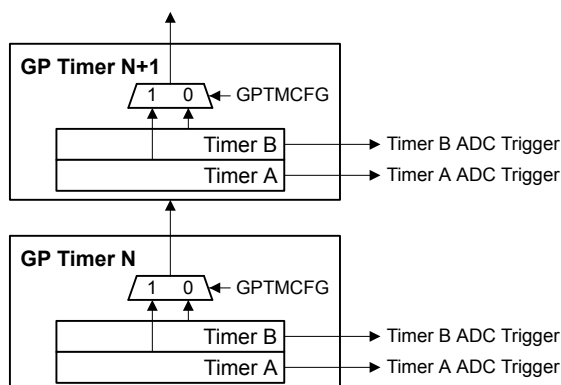 GP Timer N+1
1 0 GPTMCFG
Timer B Timer B ADC Trigger
Timer A Timer A ADC Trigger
GP Timer N
1 0 GPTMCFG
Timer B Timer B ADC Trigger
Timer A Timer A ADC Trigger